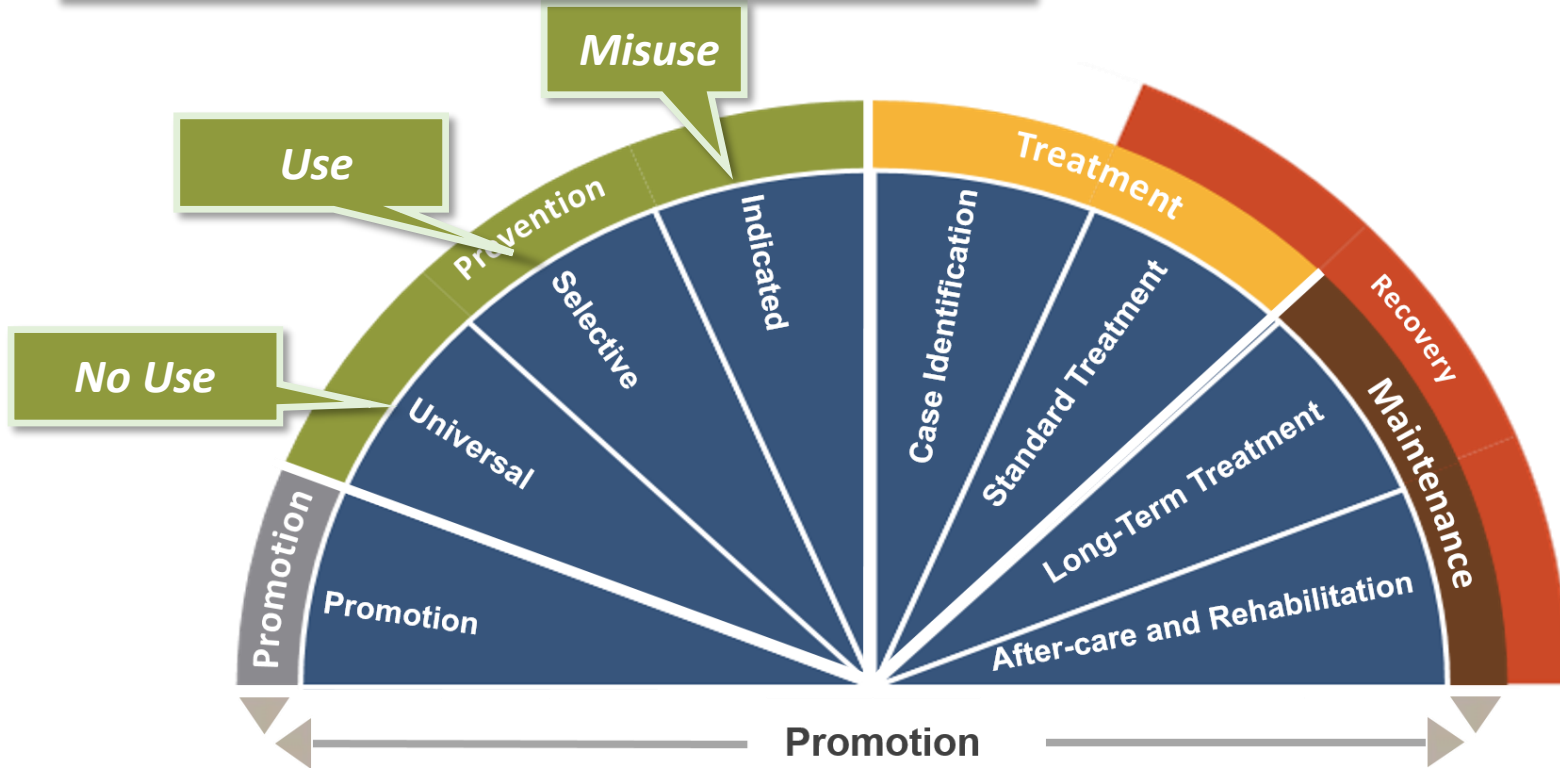 Misuse
Use
No Use
Promotion
Prevention
Treatment
Recovery
Maintenance
Promotion
Universal
Selective
Indicated
Case Identification
Standard Treatment
Long-Term Treatment
After-care and Rehabilitation
Promotion